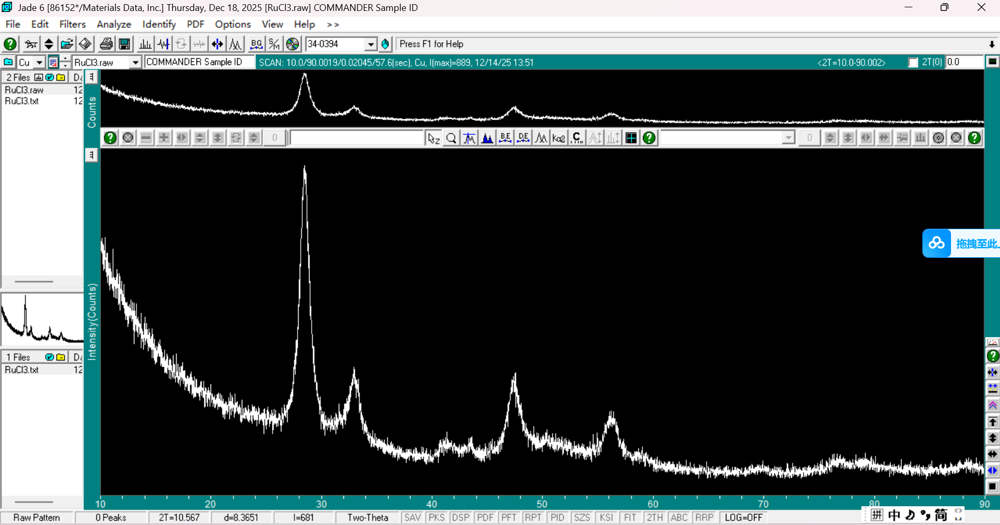 Jade 6 [86152*/Materials Data, Inc.] Thursday, Dec 18, 2025 [RuCl3.raw] COMMANDER Sample ID
File Edit Filters Analyze Identify PDF Options View Help >>
BG S/M 34-0394 Press F1 for Help
Cu RuCl3.raw COMMANDER Sample ID SCAN: 10.0/90.0019/0.02045/57.6(sec), Cu, I(max)=889, 12/14/25 13:51 <2T=10.0-90.002> 2T(0) 0.0
2 Files
RuCl3.raw 12
RuCl3.txt 12
Counts
0 Z B.E D.E Kα2 C 0
Intensity(Counts)
拖拽至此
1 Files
RuCl3.txt 12
10 20 30 40 50 60 70 80 90
Raw Pattern 0 Peaks 2T=10.567 d=8.3651 I=681 Two-Theta SAV PKS DSP PDF PFT RPT PID SZS KSI FIT 2TH ABC RRP LOG=OFF
拼 中 简